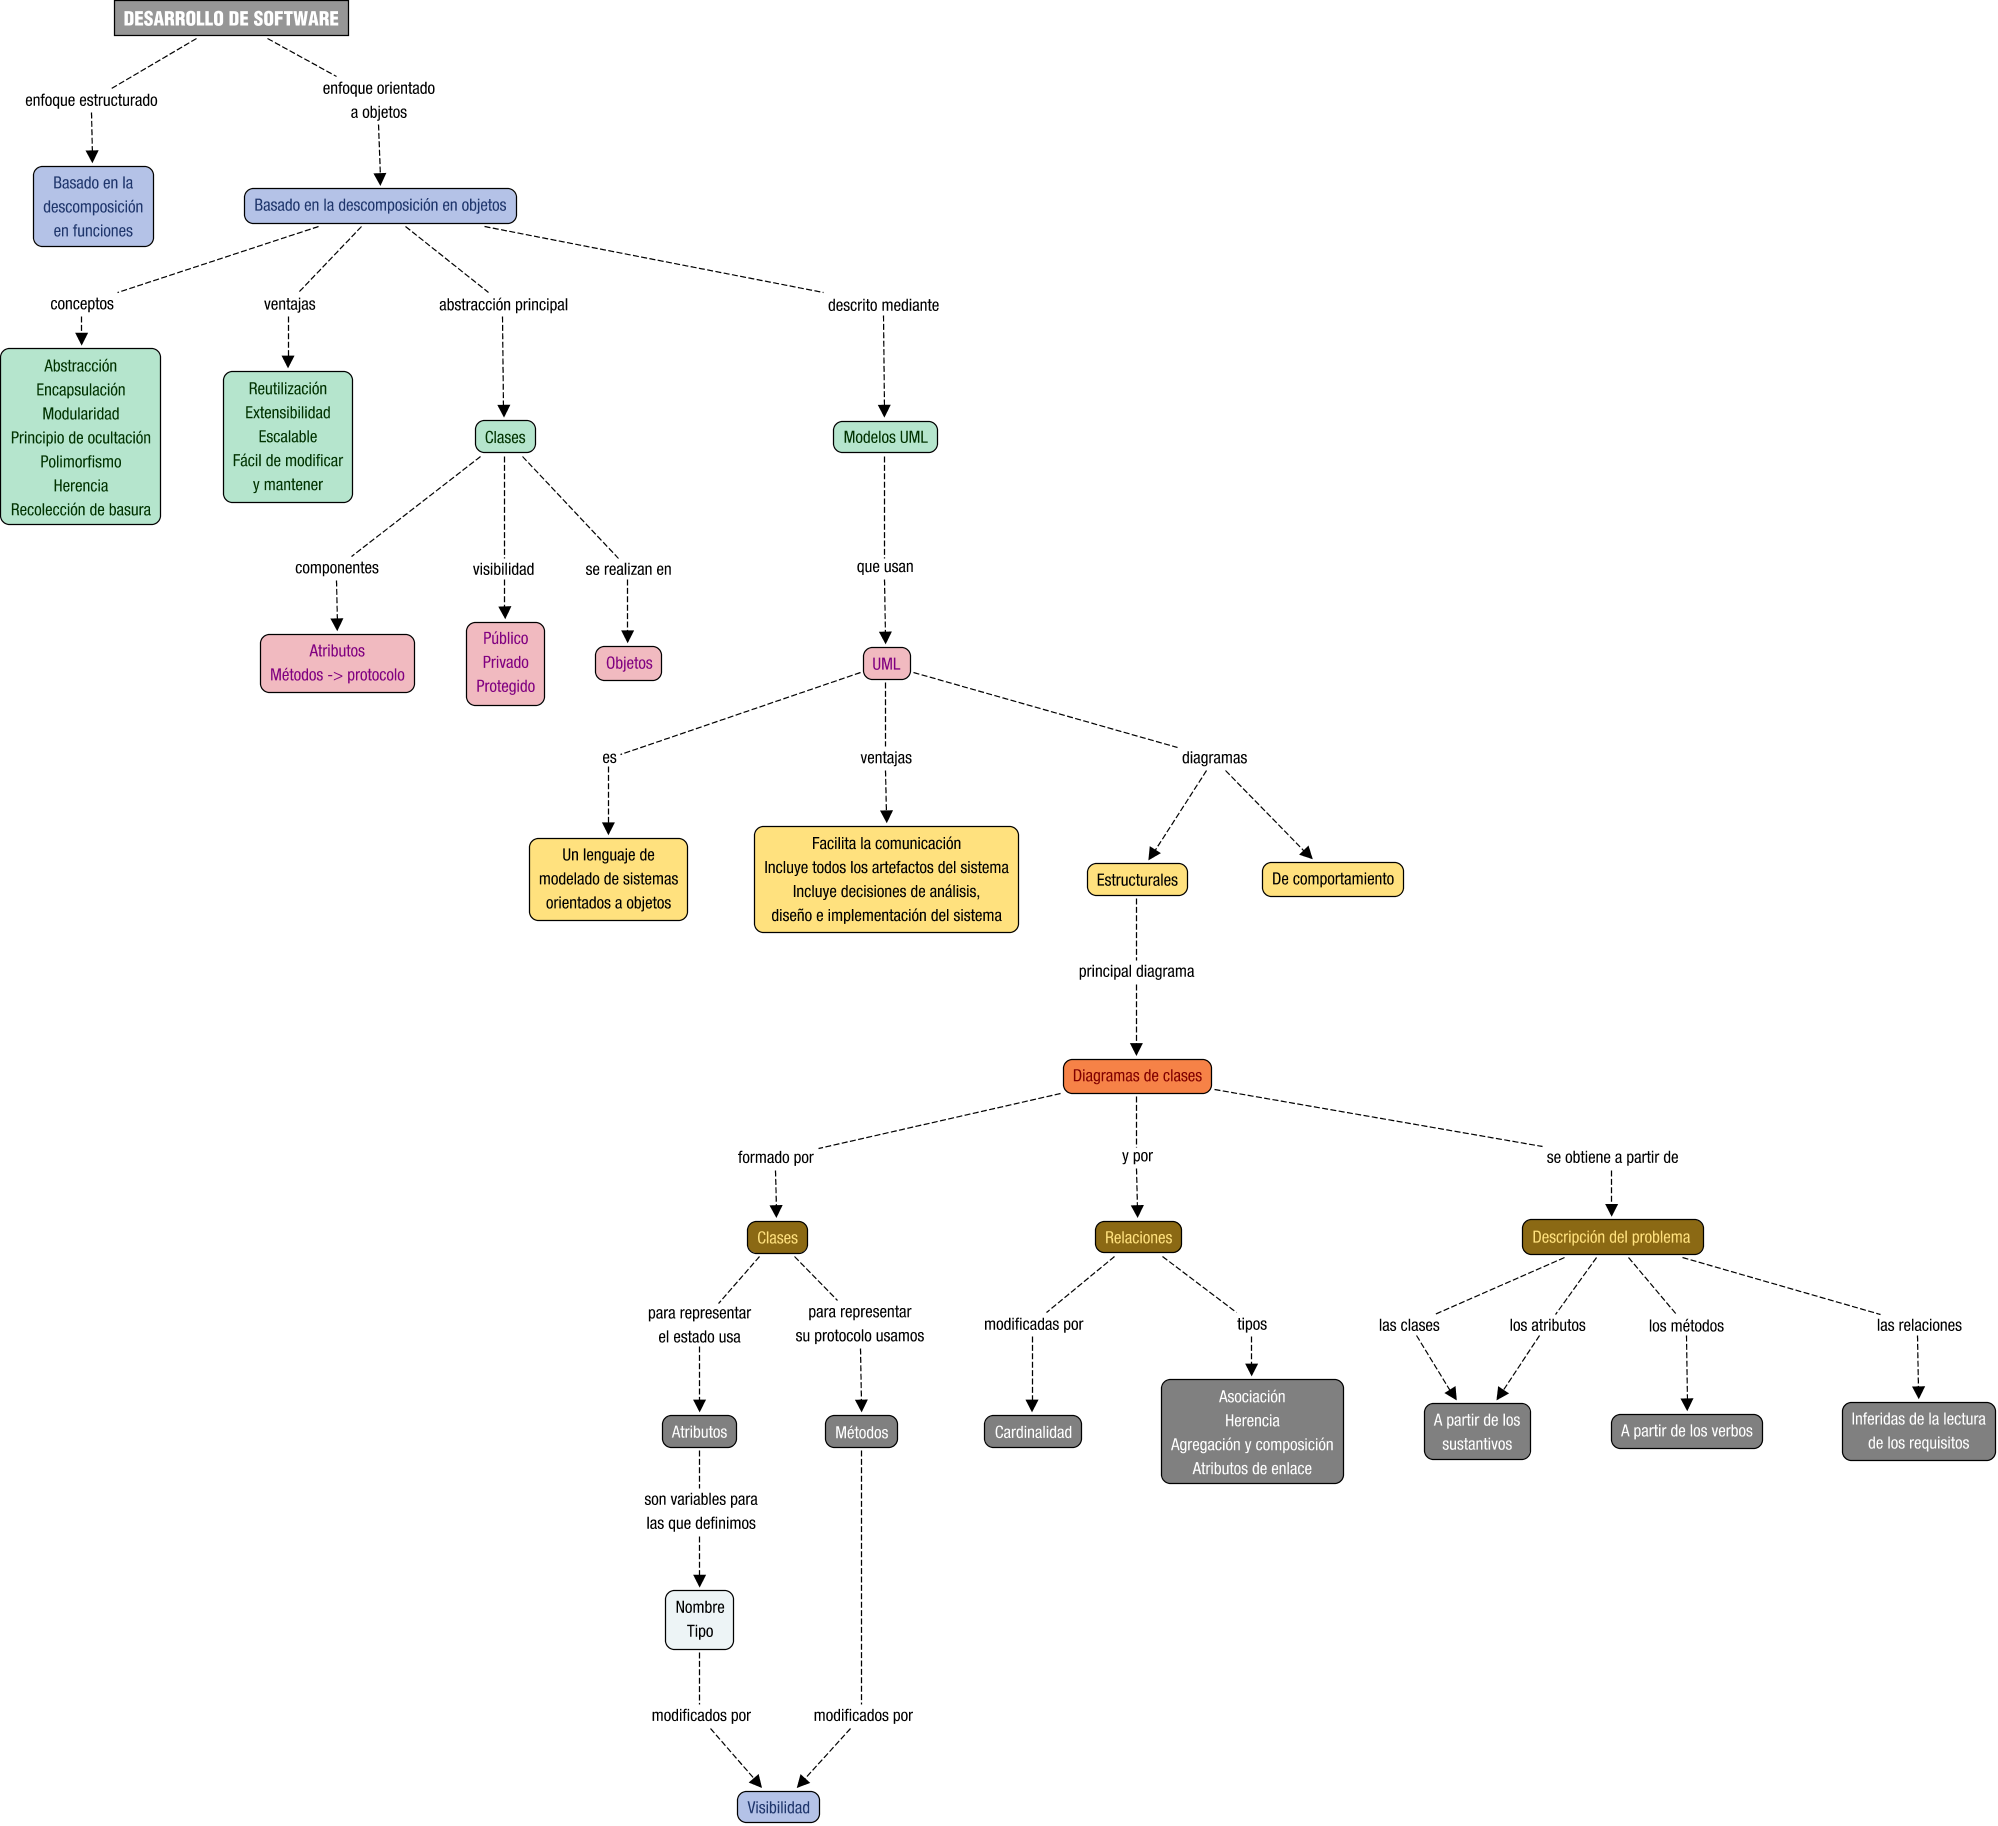 DESARROLLO DE SOFTWARE
enfoque estructurado
enfoque orientado
a objetos
Basado en la
descomposición
en funciones
Basado en la descomposición en objetos
conceptos
ventajas
abstracción principal
descrito mediante
Abstracción
Encapsulación
Modularidad
Principio de ocultación
Polimorfismo
Herencia
Recolección de basura
Reutilización
Extensibilidad
Escalable
Fácil de modificar
y mantener
Clases
Modelos UML
componentes
visibilidad
se realizan en
que usan
Atributos
Métodos -> protocolo
Público
Privado
Protegido
Objetos
UML
es
ventajas
diagramas
Un lenguaje de
modelado de sistemas
orientados a objetos
Facilita la comunicación
Incluye todos los artefactos del sistema
Incluye decisiones de análisis,
diseño e implementación del sistema
Estructurales
De comportamiento
principal diagrama
Diagramas de clases
formado por
y por
se obtiene a partir de
Clases
Relaciones
Descripción del problema
para representar
el estado usa
para representar
su protocolo usamos
modificadas por
tipos
las clases
los atributos
los métodos
las relaciones
Atributos
Métodos
Cardinalidad
Asociación
Herencia
Agregación y composición
Atributos de enlace
A partir de los
sustantivos
A partir de los verbos
Inferidas de la lectura
de los requisitos
son variables para
las que definimos
Nombre
Tipo
modificados por
modificados por
Visibilidad